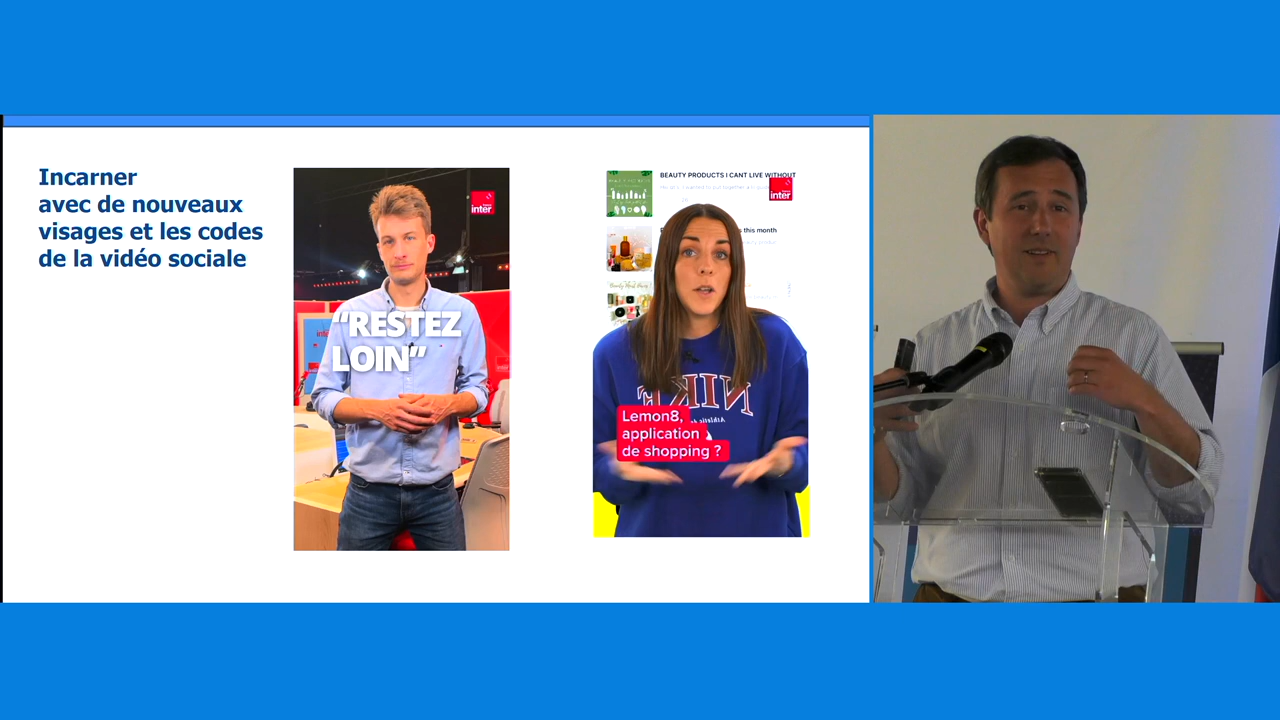 Incarner
avec de nouveaux
visages et les codes
de la vidéo sociale
inter
“RESTEZ
LOIN”
BEAUTY PRODUCTS I CANT LIVE WITHOUT
inter
this month
NIKE
Lemon8,
application
de shopping ?